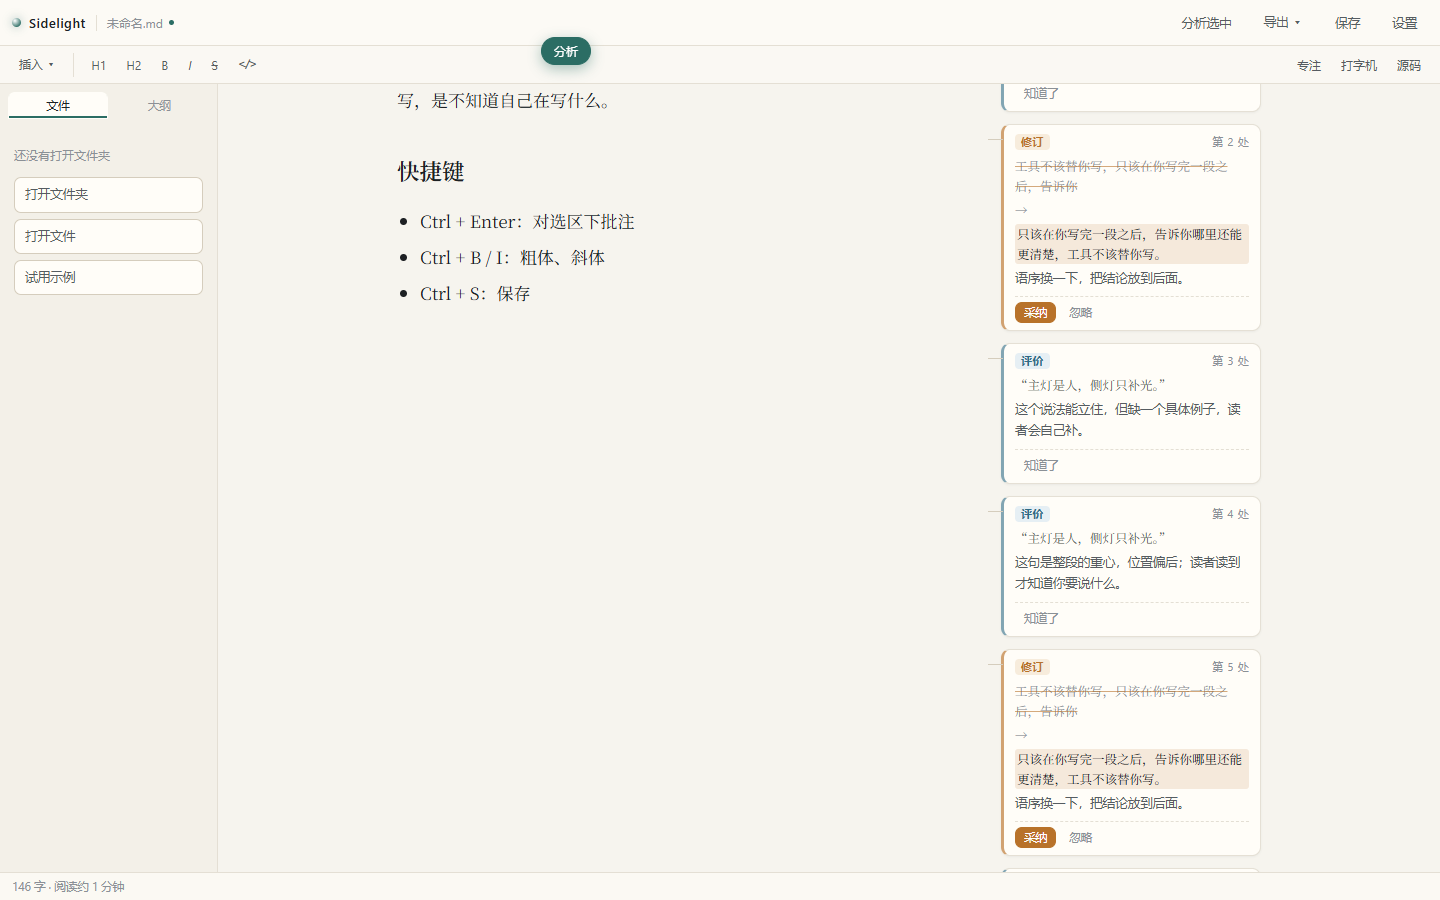 Sidelight 未命名.md 分析选中 导出 保存 设置
插入 H1 H2 B I S </> 分析 专注 打字机 源码
文件 大纲
还没有打开文件夹
打开文件夹
打开文件
试用示例
写，是不知道自己在写什么。
快捷键
Ctrl + Enter：对选区下批注
Ctrl + B / I：粗体、斜体
Ctrl + S：保存
知道了
修订 第 2 处
工具不该替你写，只该在你写完一段之
后，告诉你
→
只该在你写完一段之后，告诉你哪里还能
更清楚，工具不该替你写。
语序换一下，把结论放到后面。
采纳 忽略
评价 第 3 处
“主灯是人，侧灯只补光。”
这个说法能立住，但缺一个具体例子，读
者会自己补。
知道了
评价 第 4 处
“主灯是人，侧灯只补光。”
这句是整段的重心，位置偏后；读者读到
才知道你要说什么。
知道了
修订 第 5 处
工具不该替你写，只该在你写完一段之
后，告诉你
→
只该在你写完一段之后，告诉你哪里还能
更清楚，工具不该替你写。
语序换一下，把结论放到后面。
采纳 忽略
146 字 · 阅读约 1 分钟